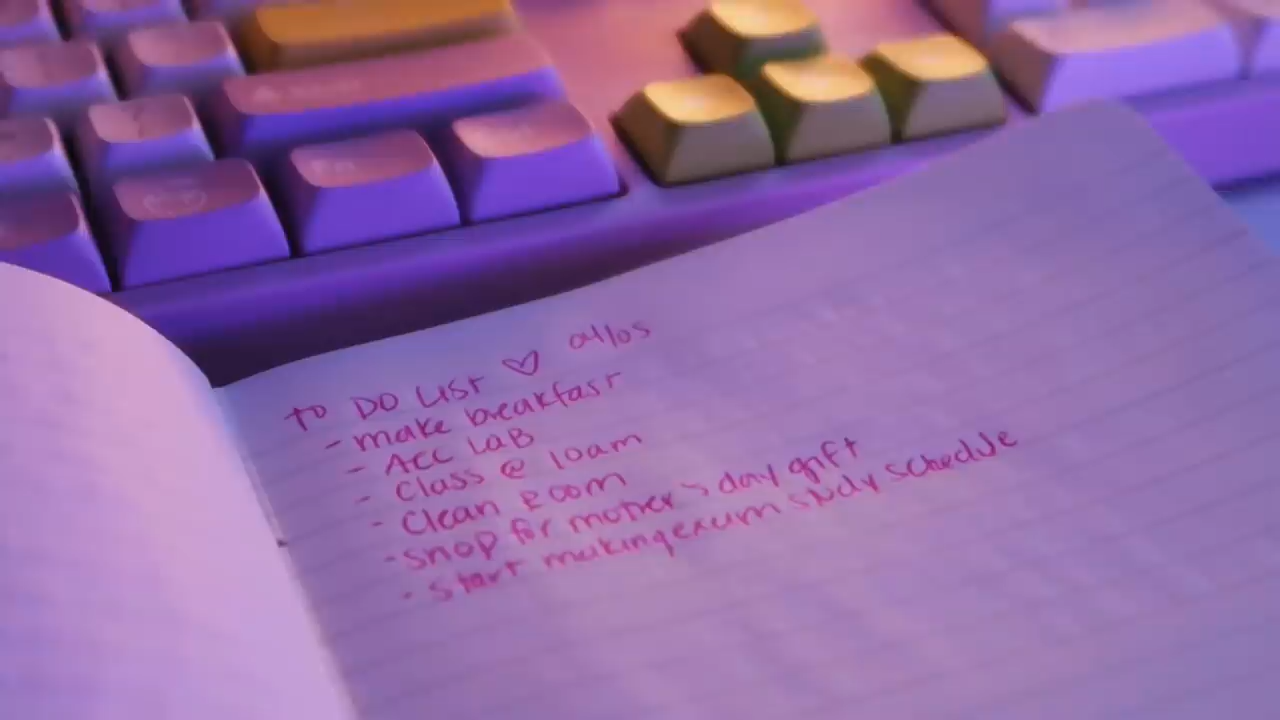 TO DO LIST ♡ 04/05
- make breakfast
- ACC LAB
- Class @ 10am
- Clean room
- shop for mother's day gift
- Start making exam study schedule